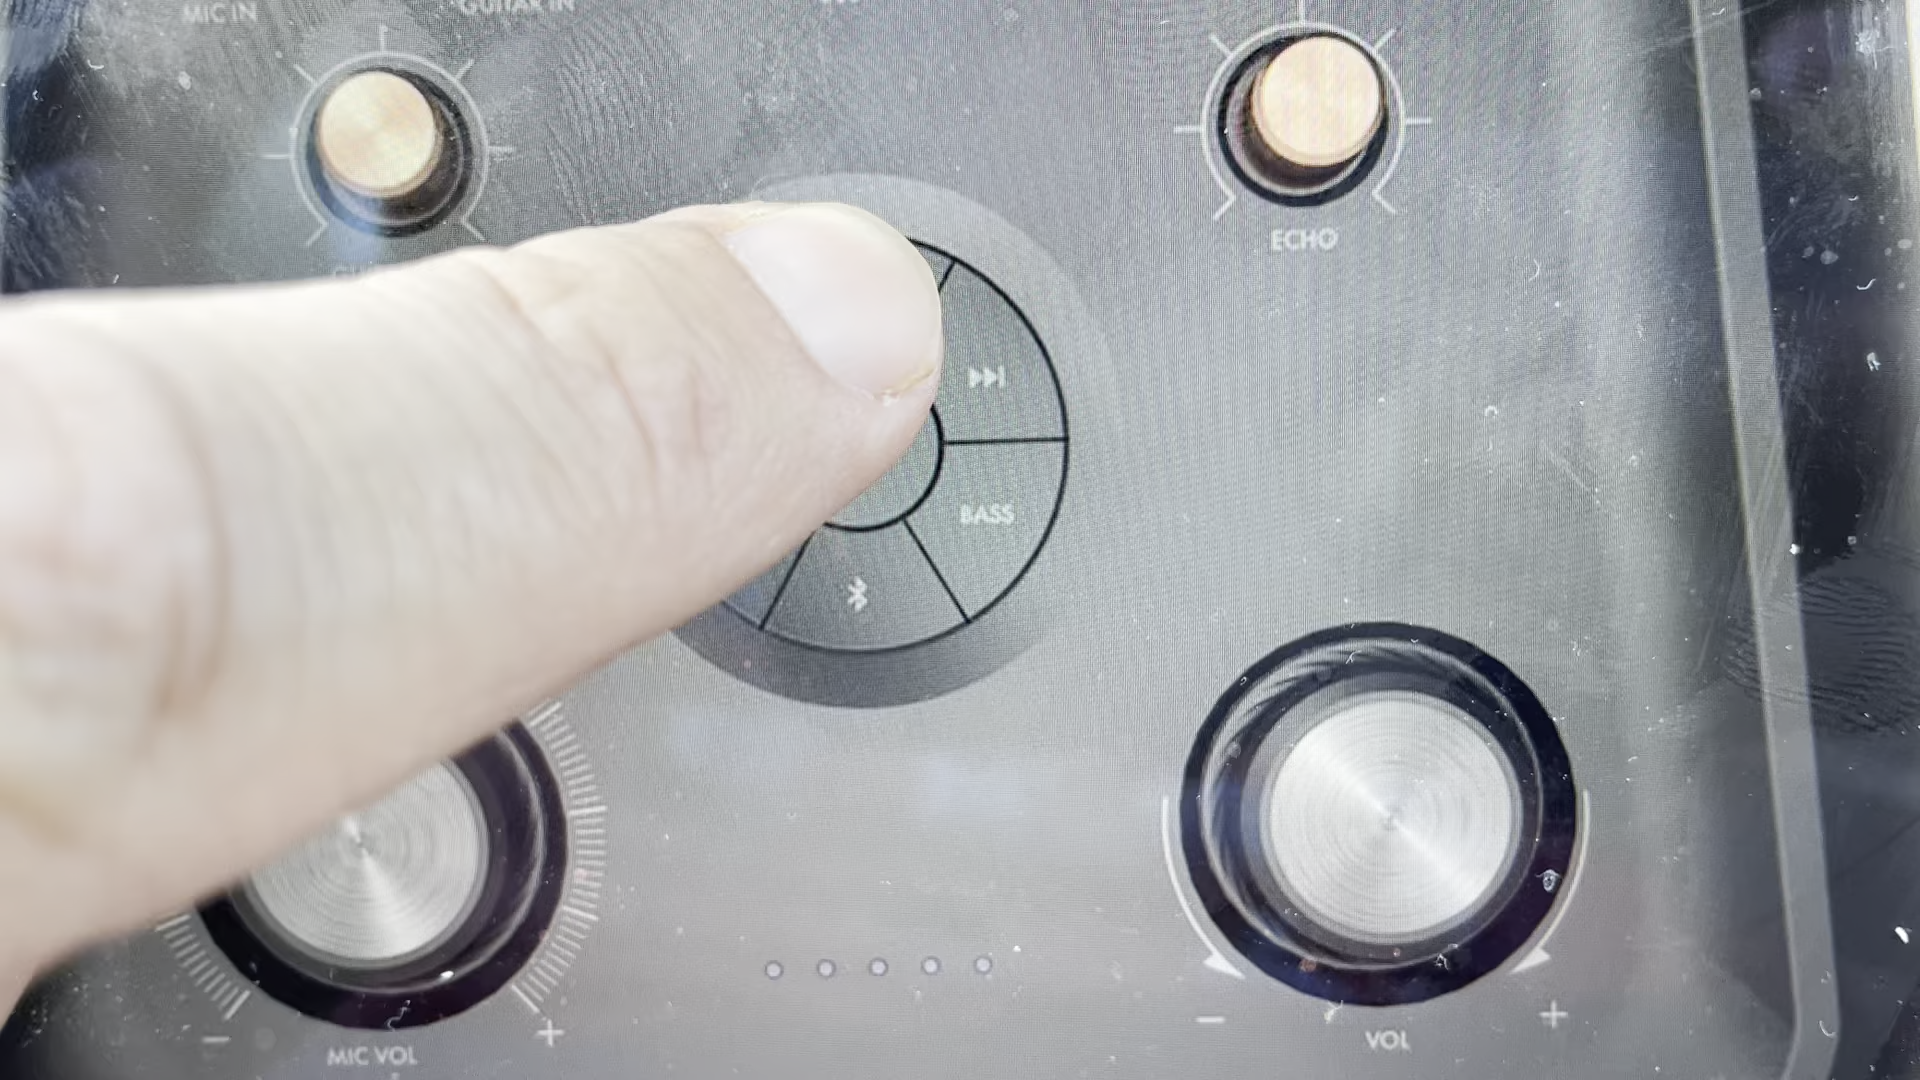 MIC IN
GUITAR IN
ECHO
BASS
MIC VOL
VOL